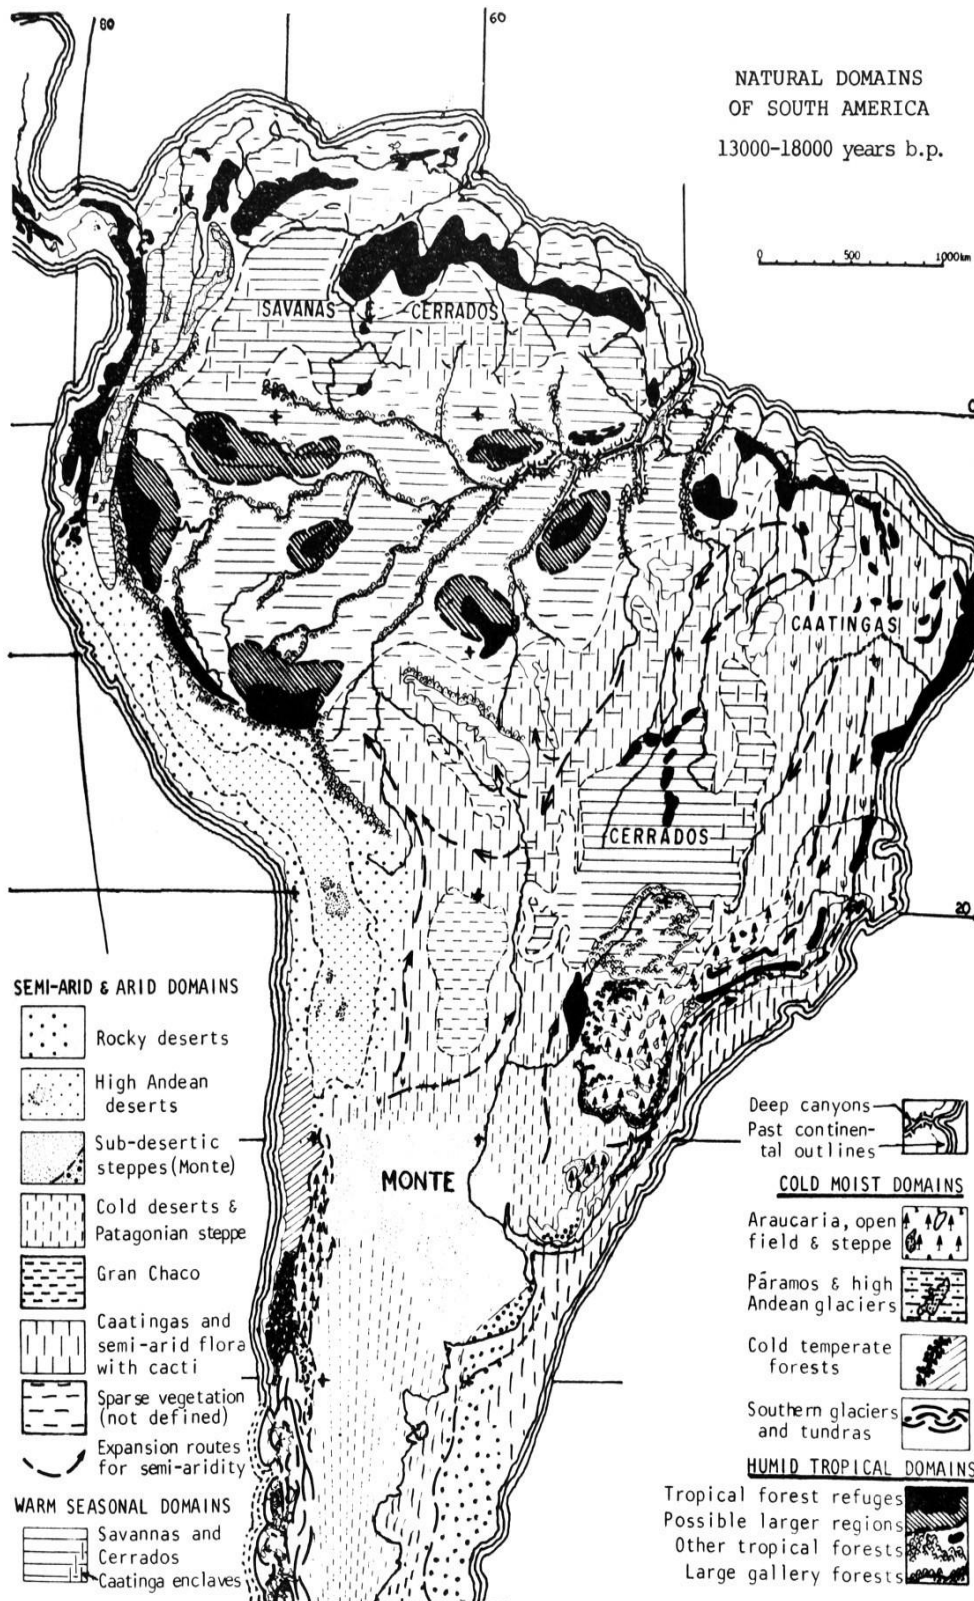 80
60
NATURAL DOMAINS
OF SOUTH AMERICA
13000-18000 years b.p.
0 500 1000km
SAVANAS E CERRADOS
0
CAATINGAS
CERRADOS
20
MONTE
SEMI-ARID & ARID DOMAINS
Rocky deserts
High Andean
deserts
Sub-desertic
steppes (Monte)
Cold deserts &
Patagonian steppe
Gran Chaco
Caatingas and
semi-arid flora
with cacti
Sparse vegetation
(not defined)
Expansion routes
for semi-aridity
WARM SEASONAL DOMAINS
Savannas and
Cerrados
Caatinga enclaves
Deep canyons
Past continen-
tal outlines
COLD MOIST DOMAINS
Araucaria, open
field & steppe
Páramos & high
Andean glaciers
Cold temperate
forests
Southern glaciers
and tundras
HUMID TROPICAL DOMAINS
Tropical forest refuges
Possible larger regions
Other tropical forests
Large gallery forests